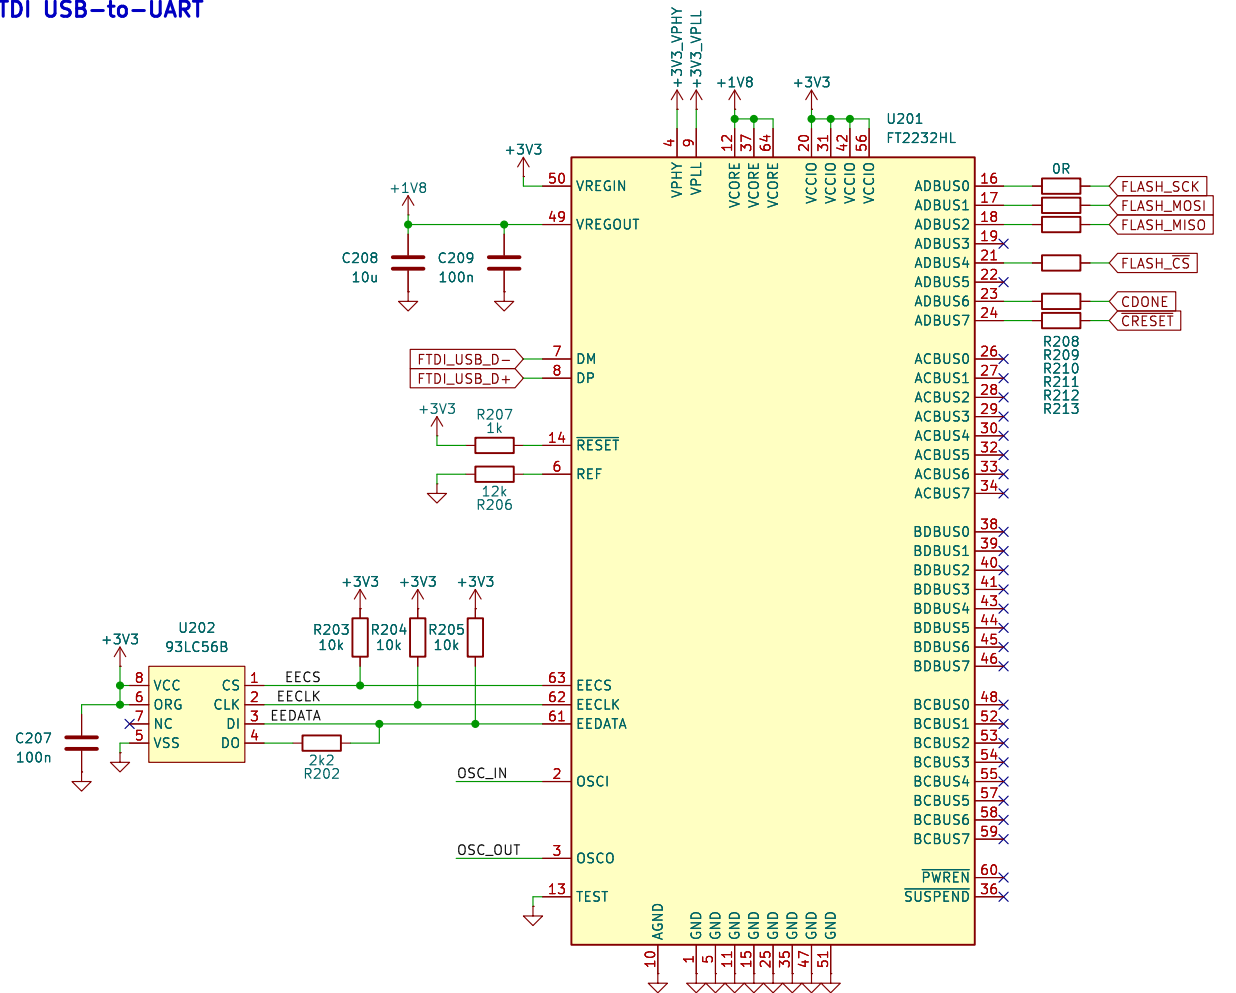 TDI USB-to-UART
+3V3_VPHY
+3V3_VPLL
+1V8
+3V3
U201
FT2232HL
4
9
12
37
64
20
31
42
56
VPHY
VPLL
VCORE
VCORE
VCORE
VCCIO
VCCIO
VCCIO
VCCIO
+3V3
50 VREGIN
+1V8
49 VREGOUT
C208
10u
C209
100n
FTDI_USB_D- 7 DM
FTDI_USB_D+ 8 DP
+3V3
R207
1k
14 RESET
6 REF
12k
R206
+3V3
+3V3
+3V3
R203
10k
R204
10k
R205
10k
U202
93LC56B
+3V3
8 VCC CS 1 EECS 63 EECS
6 ORG CLK 2 EECLK 62 EECLK
7 NC DI 3 EEDATA 61 EEDATA
5 VSS DO 4
2k2
R202
C207
100n
OSC_IN 2 OSCI
OSC_OUT 3 OSCO
13 TEST
0R
ADBUS0 16 FLASH_SCK
ADBUS1 17 FLASH_MOSI
ADBUS2 18 FLASH_MISO
ADBUS3 19
ADBUS4 21 FLASH_CS
ADBUS5 22
ADBUS6 23 CDONE
ADBUS7 24 CRESET
R208
R209
R210
R211
R212
R213
ACBUS0 26
ACBUS1 27
ACBUS2 28
ACBUS3 29
ACBUS4 30
ACBUS5 32
ACBUS6 33
ACBUS7 34
BDBUS0 38
BDBUS1 39
BDBUS2 40
BDBUS3 41
BDBUS4 43
BDBUS5 44
BDBUS6 45
BDBUS7 46
BCBUS0 48
BCBUS1 52
BCBUS2 53
BCBUS3 54
BCBUS4 55
BCBUS5 57
BCBUS6 58
BCBUS7 59
PWREN 60
SUSPEND 36
AGND
GND
GND
GND
GND
GND
GND
GND
GND
10
1
5
11
15
25
35
47
51